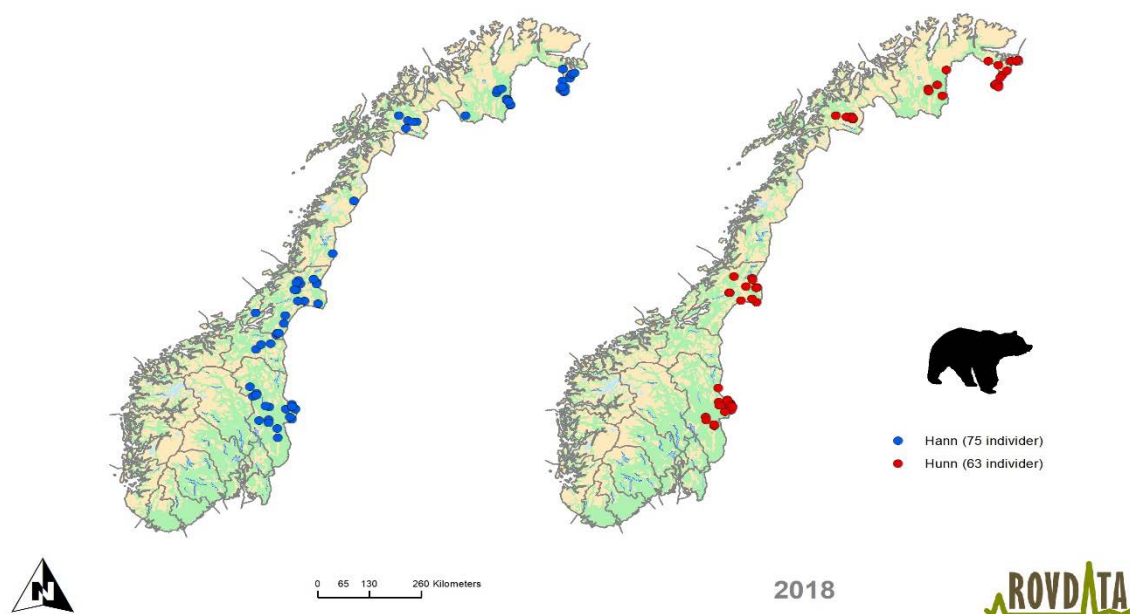 Hann (75 individer)
Hunn (63 individer)
N
0 65 130 260 Kilometers
2018
ROVDATA